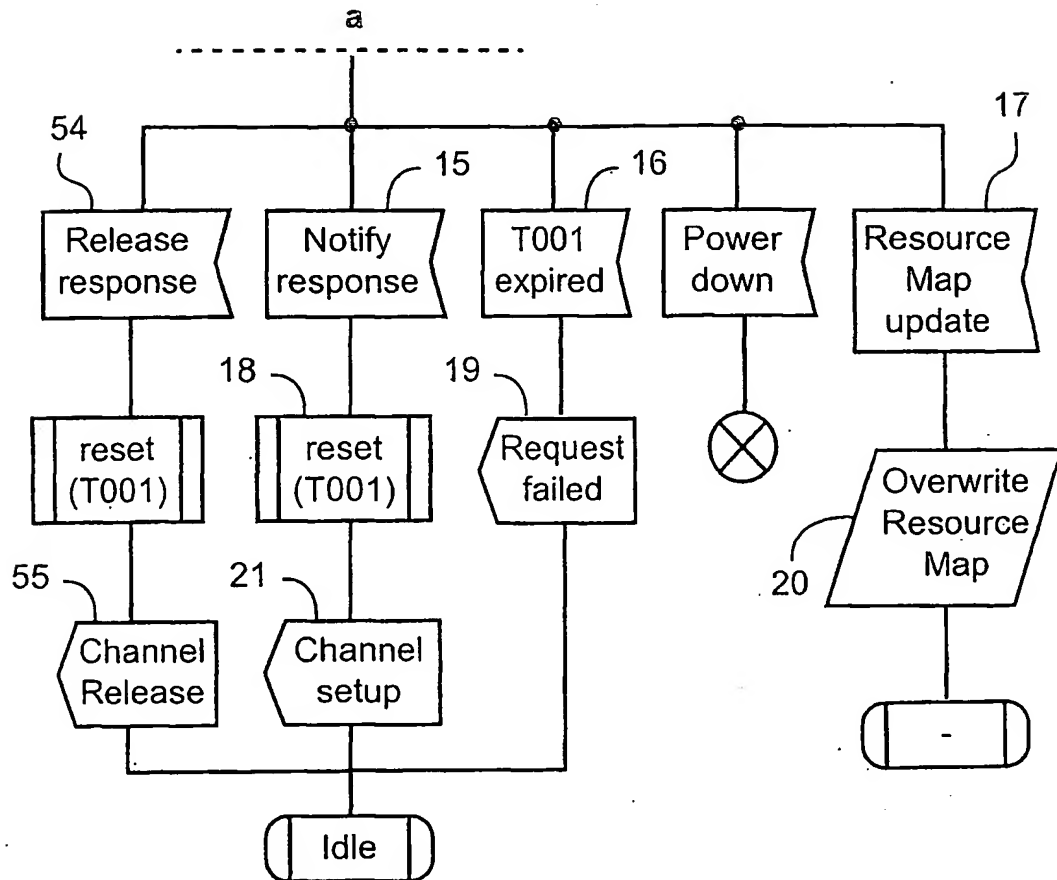 a
54
15
16
17
Release
response
Notify
response
T001
expired
Power
down
Resource
Map
update
18
19
reset
(T001)
reset
(T001)
Request
failed
Overwrite
Resource
Map
20
55
21
Channel
Release
Channel
setup
-
Idle